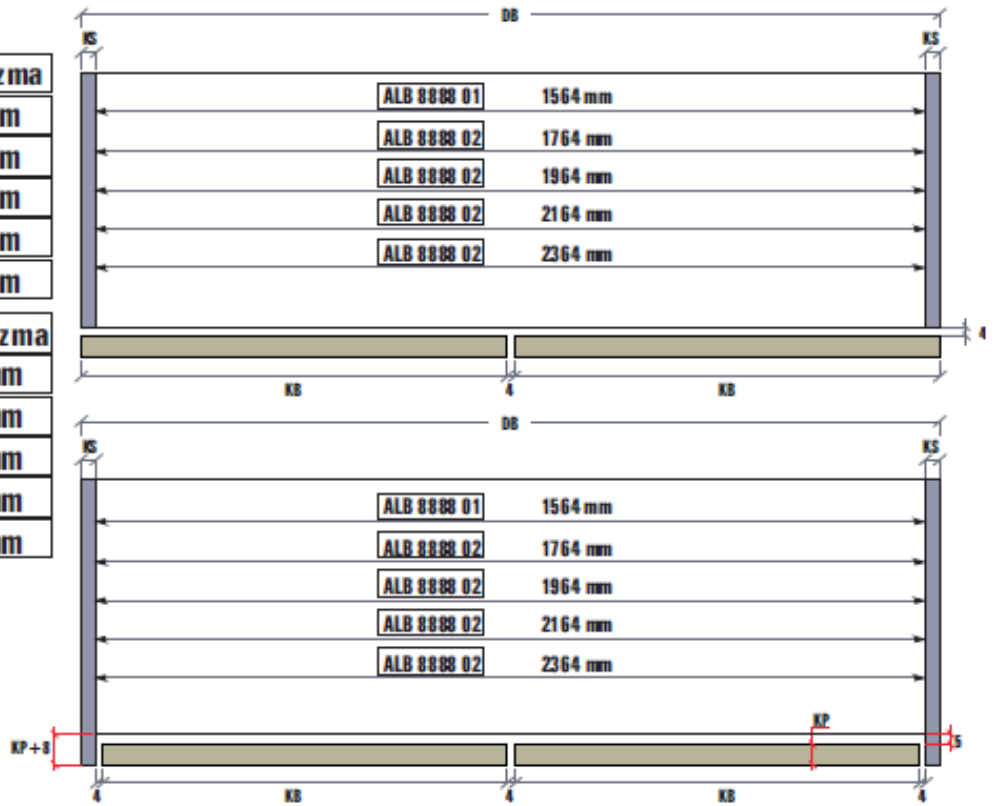 DB
KS KS
ALB 8888 01 1564 mm
ALB 8888 02 1764 mm
ALB 8888 02 1964 mm
ALB 8888 02 2164 mm
ALB 8888 02 2364 mm
4
KB 4 KB
zma
m
m
m
m
m
zma
m
m
m
m
m
DB
KS KS
ALB 8888 01 1564 mm
ALB 8888 02 1764 mm
ALB 8888 02 1964 mm
ALB 8888 02 2164 mm
ALB 8888 02 2364 mm
KP
KP+8 5
4 KB 4 KB 4